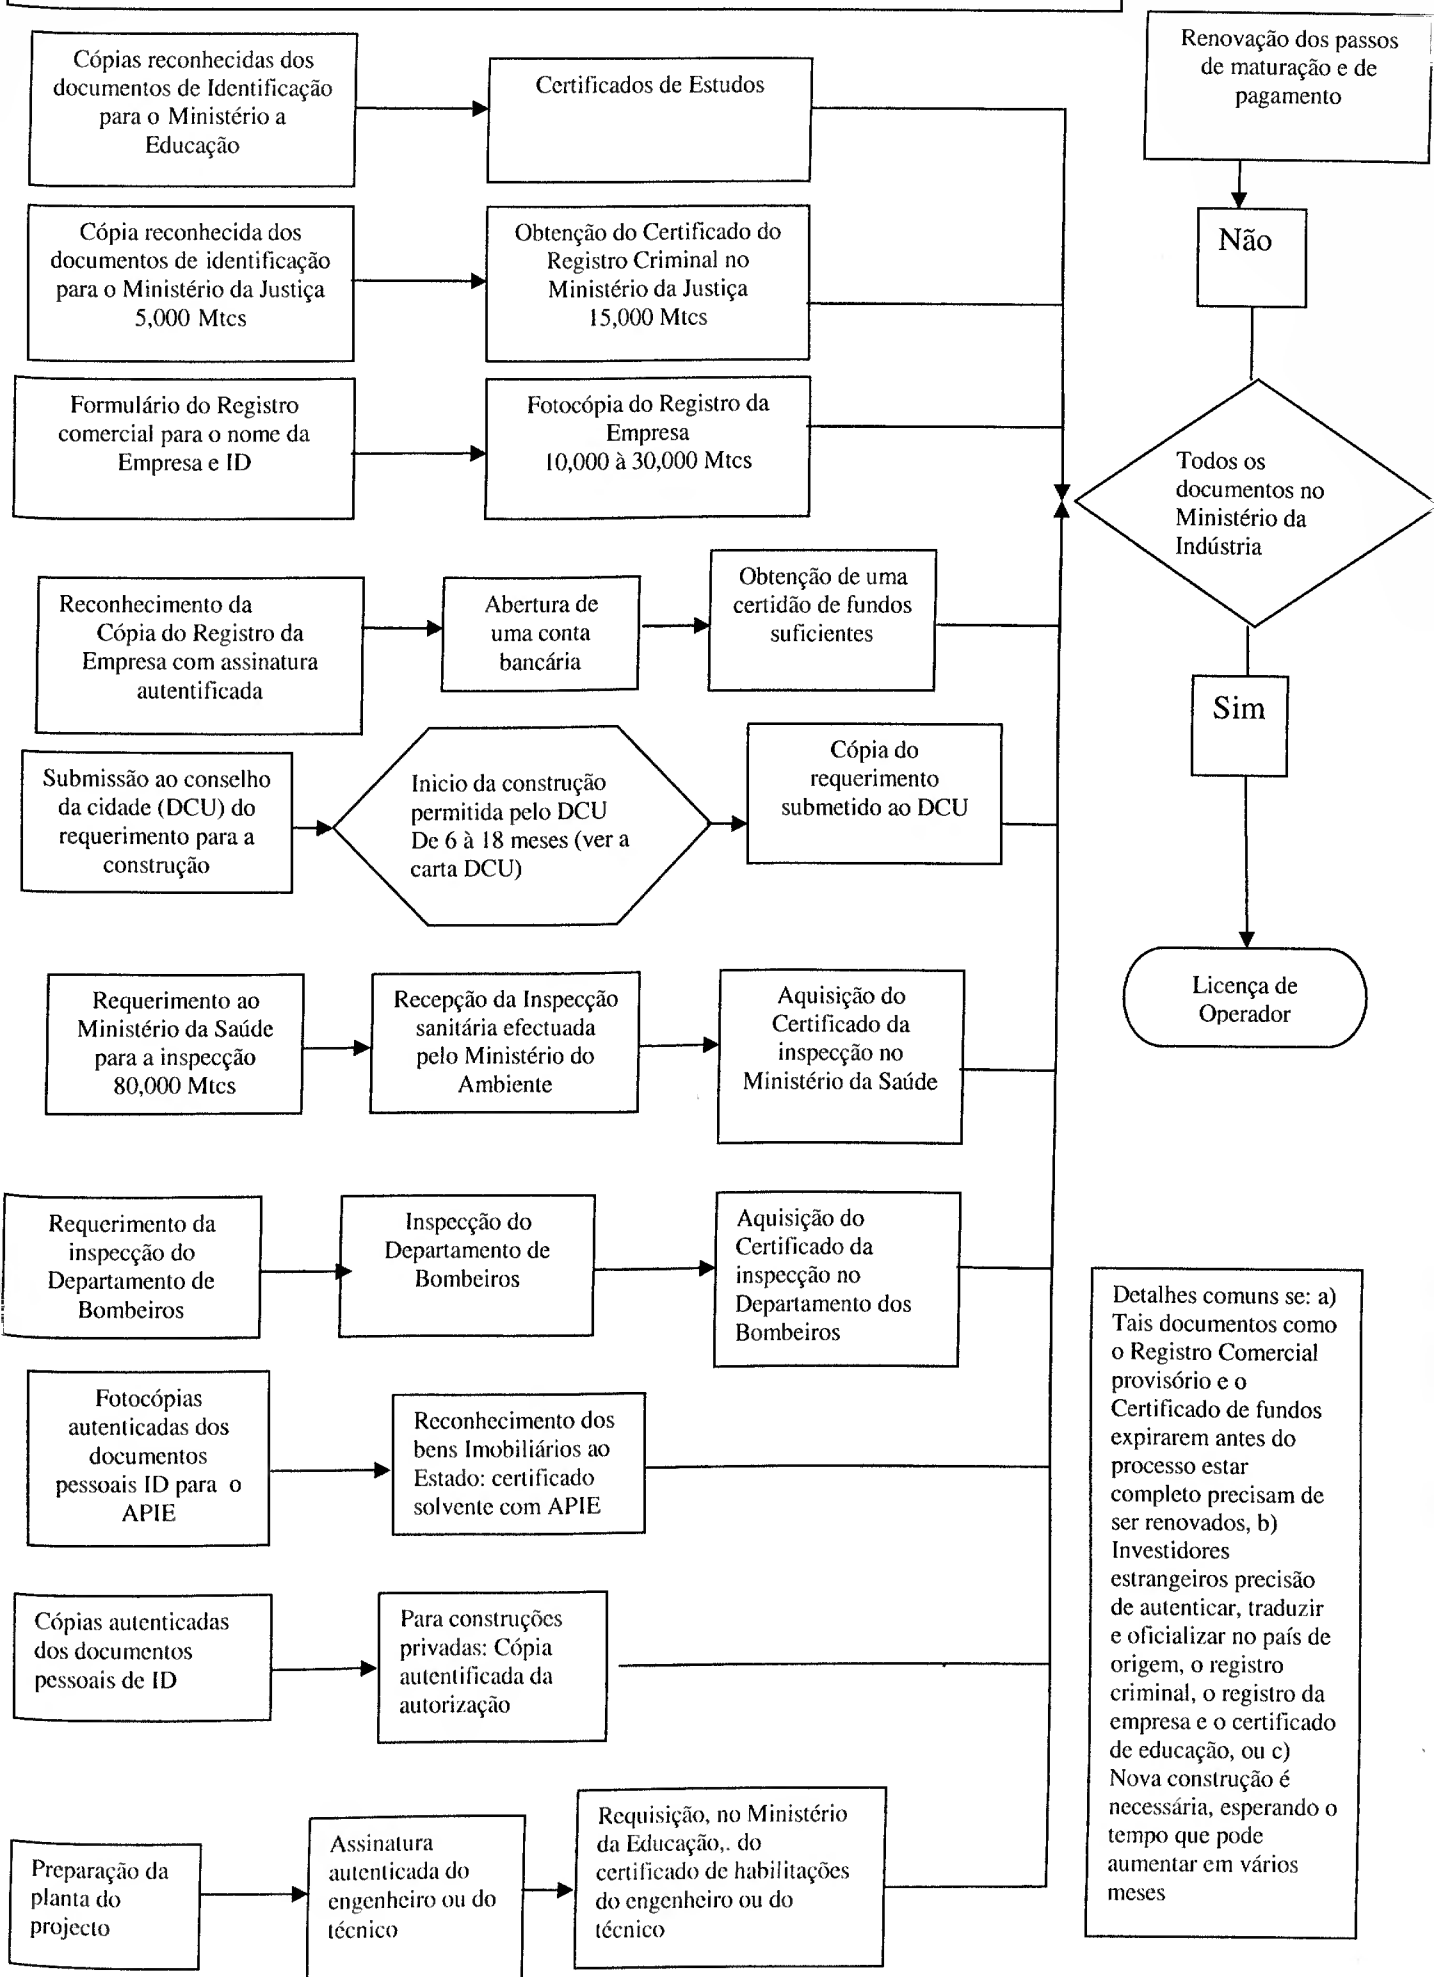 Cópias reconhecidas dos
documentos de Identificação
para o Ministério a
Educação
Certificados de Estudos
Renovação dos passos
de maturação e de
pagamento
Não
Cópia reconhecida dos
documentos de identificação
para o Ministério da Justiça
5,000 Mtcs
Obtenção do Certificado do
Registro Criminal no
Ministério da Justiça
15,000 Mtcs
Formulário do Registro
comercial para o nome da
Empresa e ID
Fotocópia do Registro da
Empresa
10,000 à 30,000 Mtcs
Todos os
documentos no
Ministério da
Indústria
Reconhecimento da
Cópia do Registro da
Empresa com assinatura
autentificada
Abertura de
uma conta
bancária
Obtenção de uma
certidão de fundos
suficientes
Sim
Submissão ao conselho
da cidade (DCU) do
requerimento para a
construção
Inicio da construção
permitida pelo DCU
De 6 à 18 meses (ver a
carta DCU)
Cópia do
requerimento
submetido ao DCU
Licença de
Operador
Requerimento ao
Ministério da Saúde
para a inspecção
80,000 Mtcs
Recepção da Inspecção
sanitária efectuada
pelo Ministério do
Ambiente
Aquisição do
Certificado da
inspecção no
Ministério da Saúde
Requerimento da
inspecção do
Departamento de
Bombeiros
Inspecção do
Departamento de
Bombeiros
Aquisição do
Certificado da
inspecção no
Departamento dos
Bombeiros
Fotocópias
autenticadas dos
documentos
pessoais ID para o
APIE
Reconhecimento dos
bens Imobiliários ao
Estado: certificado
solvente com APIE
Cópias autenticadas
dos documentos
pessoais de ID
Para construções
privadas: Cópia
autentificada da
autorização
Preparação da
planta do
projecto
Assinatura
autenticada do
engenheiro ou do
técnico
Requisição, no Ministério
da Educação,. do
certificado de habilitações
do engenheiro ou do
técnico
Detalhes comuns se: a)
Tais documentos como
o Registro Comercial
provisório e o
Certificado de fundos
expirarem antes do
processo estar
completo precisam de
ser renovados, b)
Investidores
estrangeiros precisão
de autenticar, traduzir
e oficializar no país de
origem, o registro
criminal, o registro da
empresa e o certificado
de educação, ou c)
Nova construção é
necessária, esperando o
tempo que pode
aumentar em vários
meses